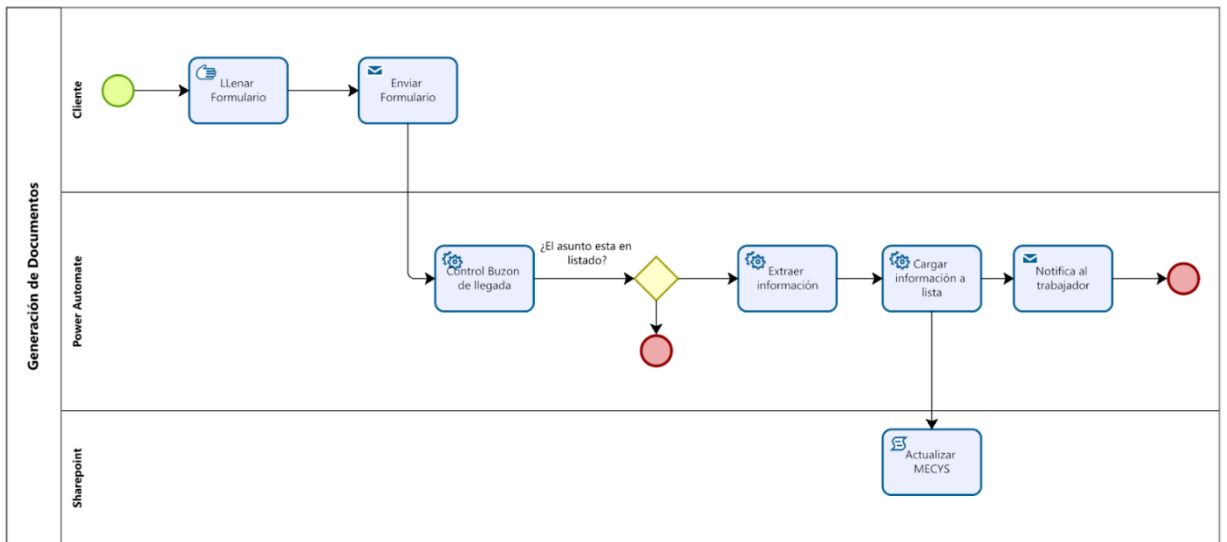 Generación de Documentos
Cliente
LLenar
Formulario
Enviar
Formulario
Power Automate
Control Buzon
de llegada
¿El asunto esta en
listado?
Extraer
información
Cargar
información a
lista
Notifica al
trabajador
Sharepoint
Actualizar
MECYS